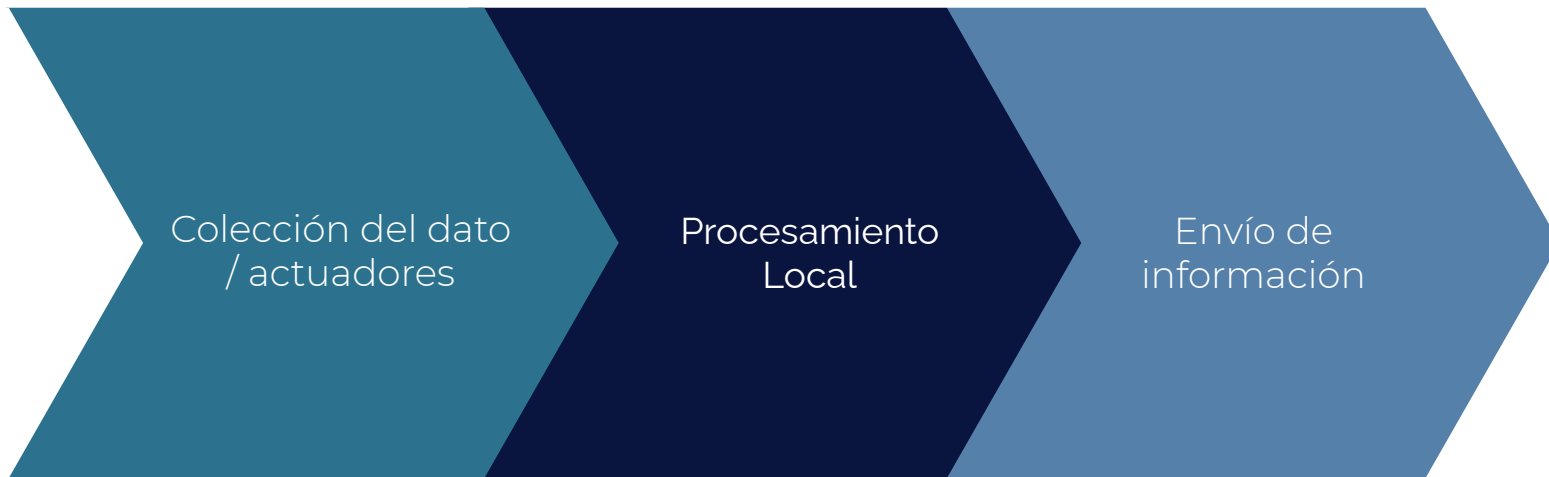 Colección del dato
/ actuadores
Procesamiento
Local
Envío de
información